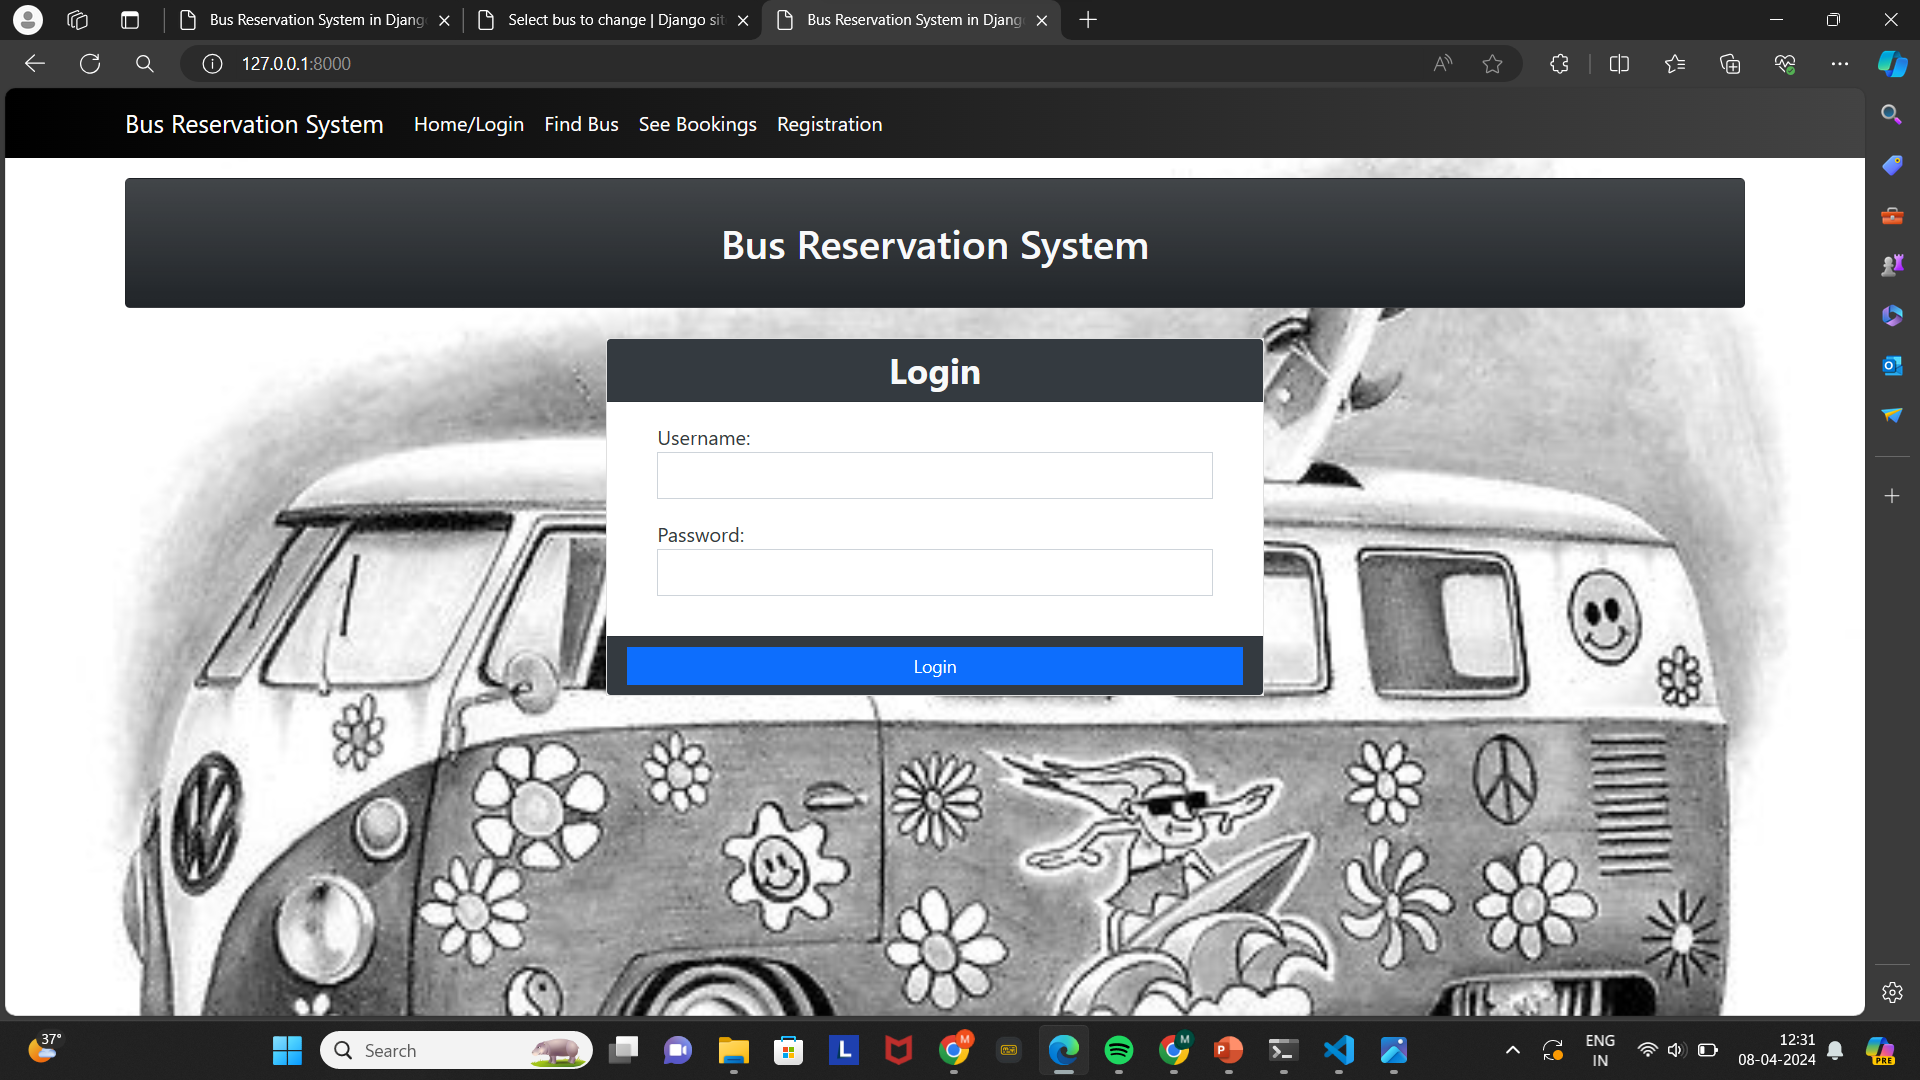 Bus Reservation System in Djang
Select bus to change | Django sit
Bus Reservation System in Djang
127.0.0.1:8000
Bus Reservation System
Home/Login
Find Bus
See Bookings
Registration
Bus Reservation System
Login
Username:
Password:
Login
37°
Search
L
M
M
P
ENG
IN
12:31
08-04-2024
PRE